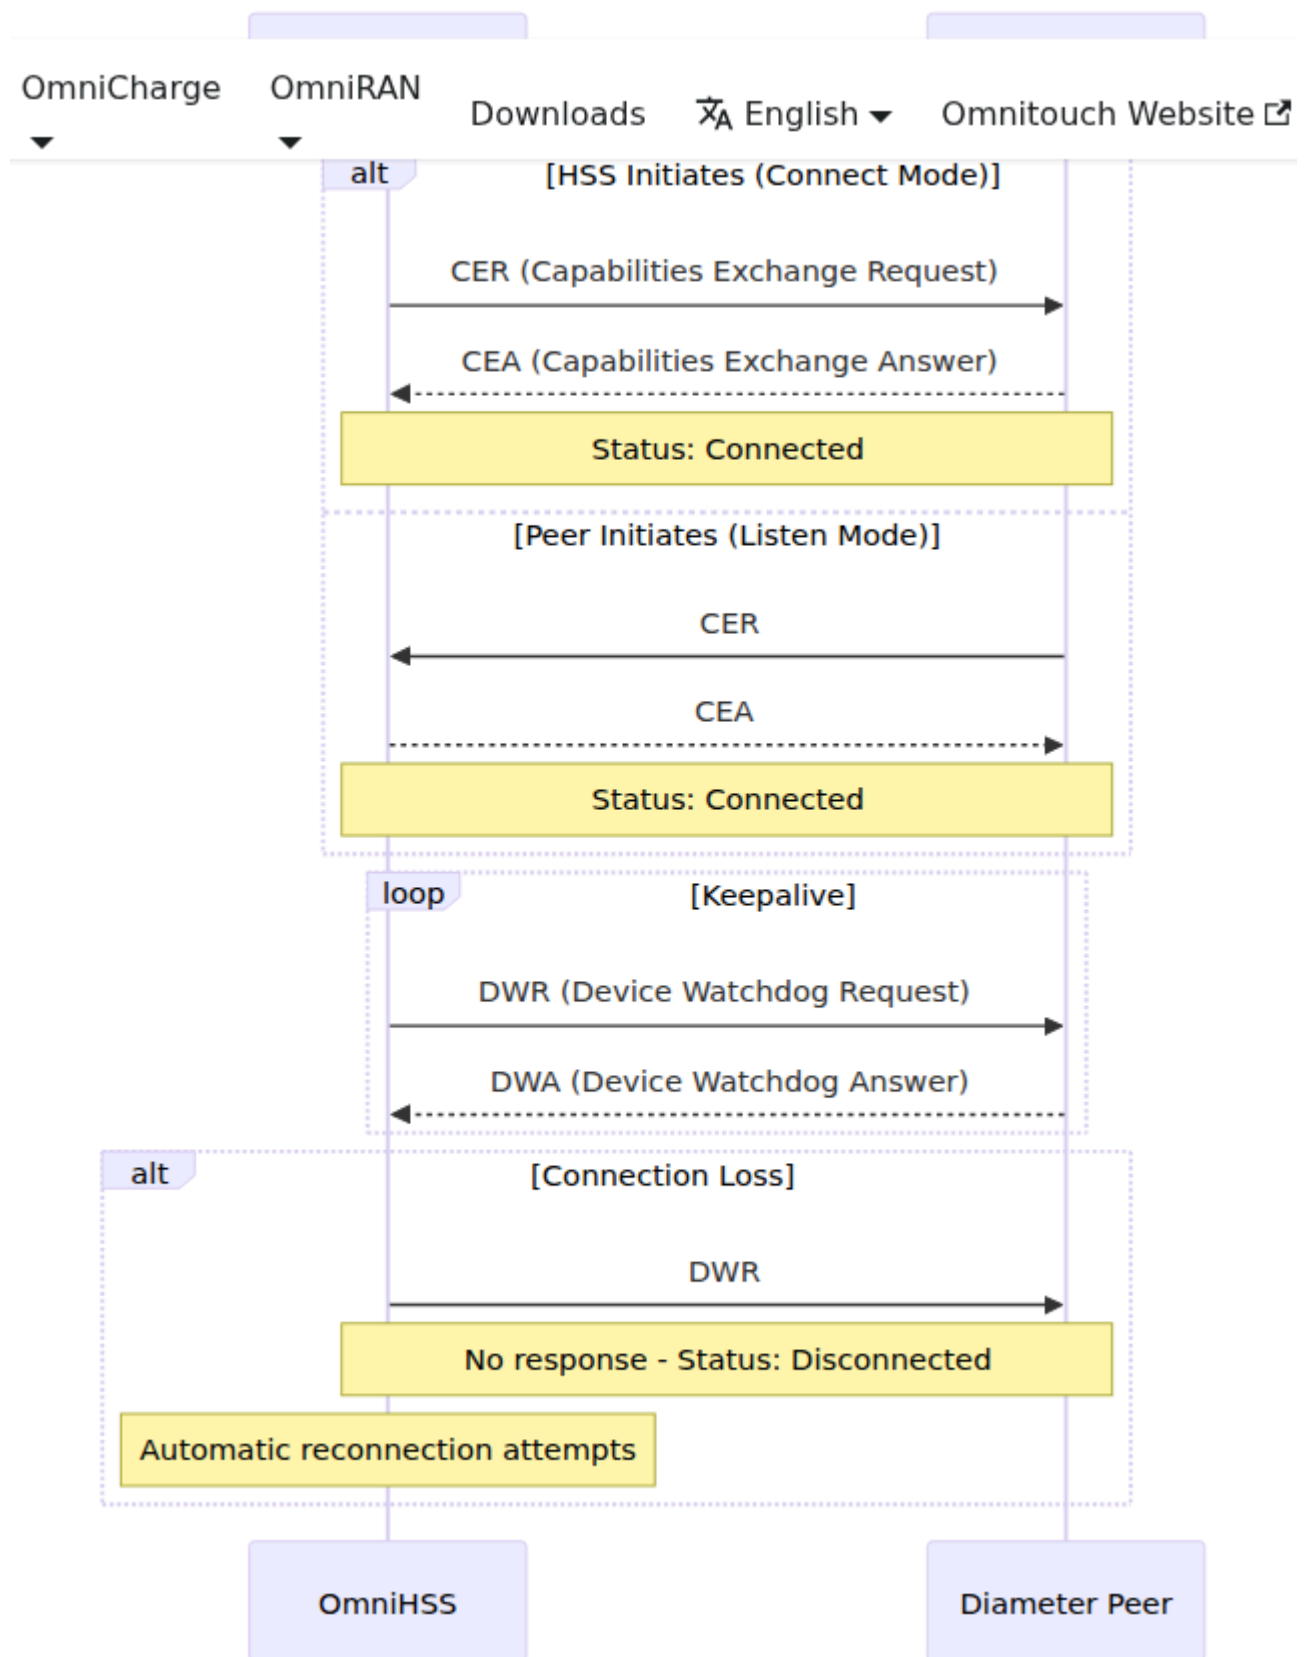 OmniCharge
OmniRAN
Downloads
English
Omnitouch Website
alt
[HSS Initiates (Connect Mode)]
CER (Capabilities Exchange Request)
CEA (Capabilities Exchange Answer)
Status: Connected
[Peer Initiates (Listen Mode)]
CER
CEA
Status: Connected
loop
[Keepalive]
DWR (Device Watchdog Request)
DWA (Device Watchdog Answer)
alt
[Connection Loss]
DWR
No response - Status: Disconnected
Automatic reconnection attempts
OmniHSS
Diameter Peer